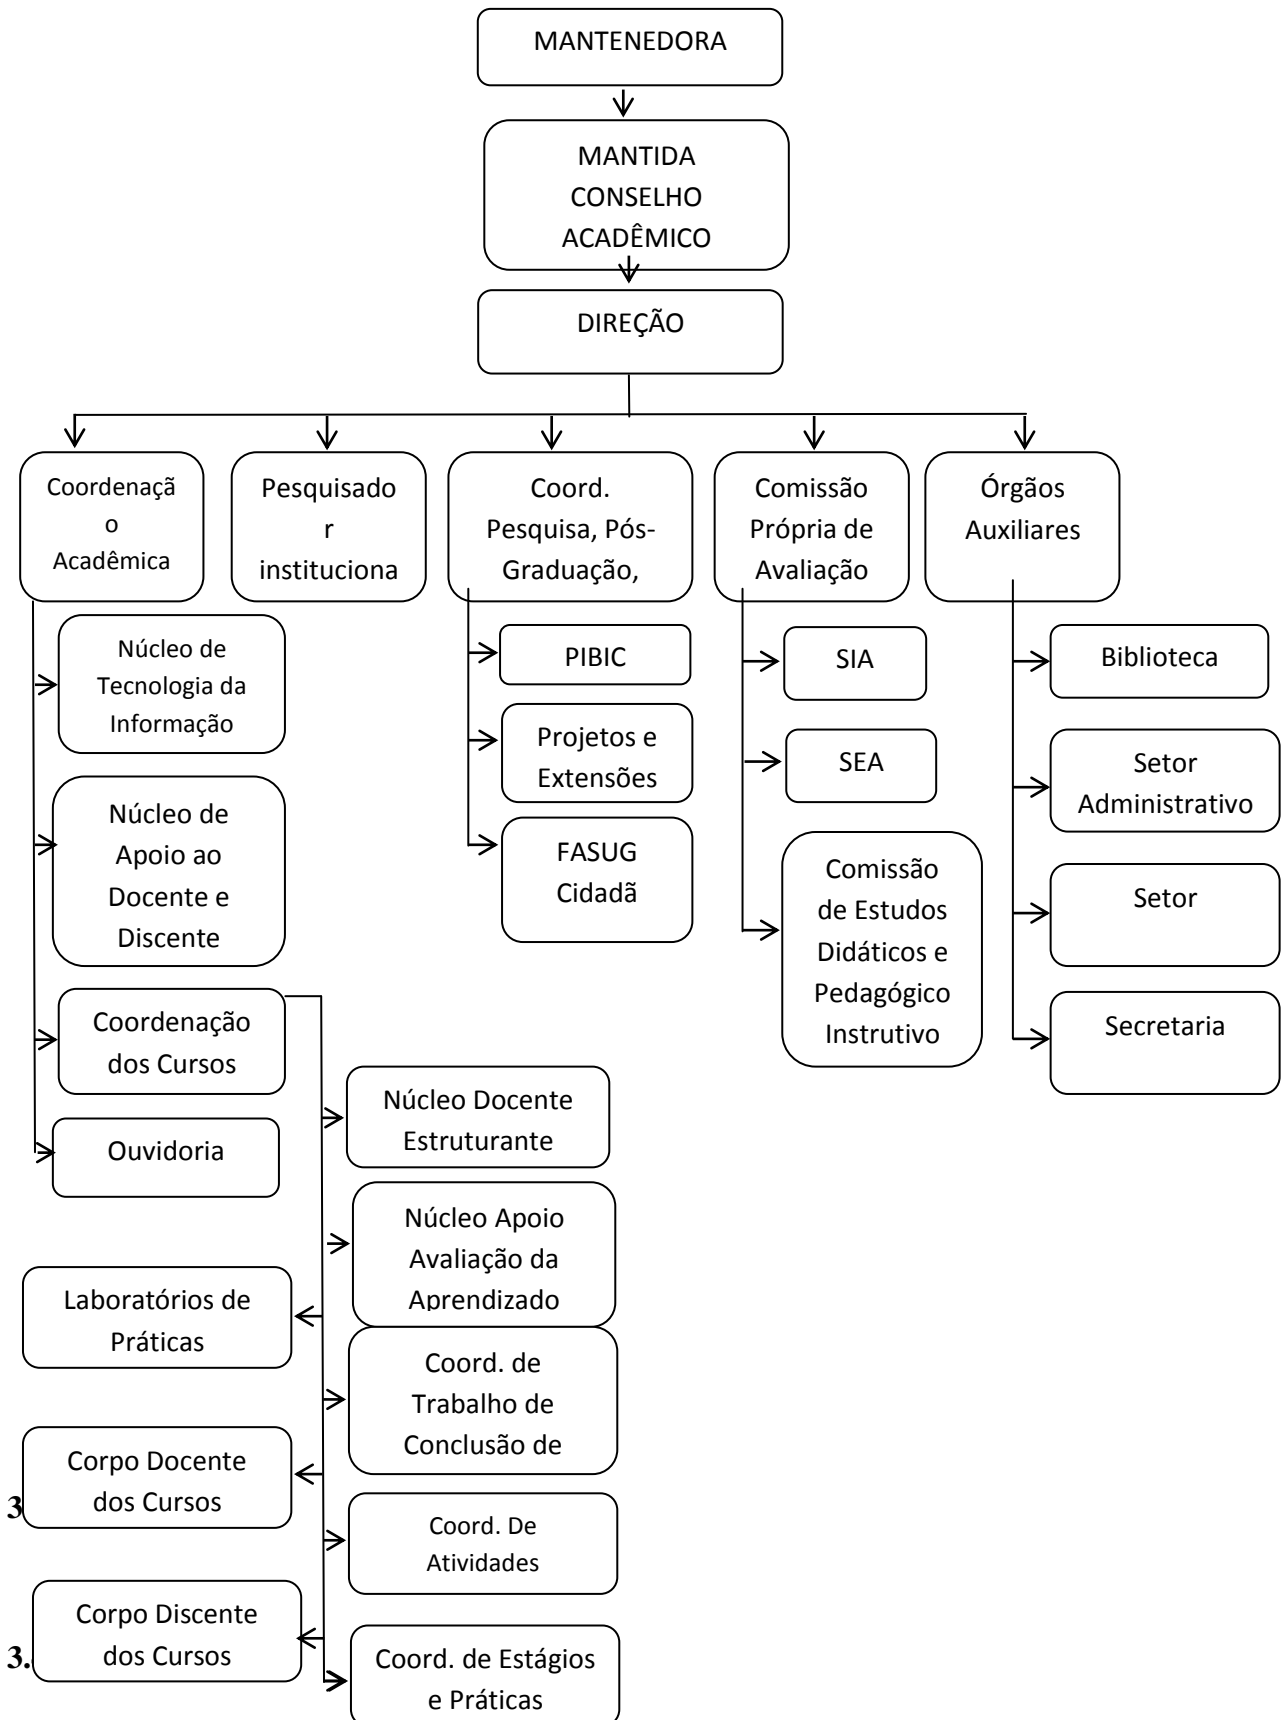 MANTENEDORA
MANTIDA
CONSELHO
ACADÊMICO
DIREÇÃO
Coordenaçã
o
Acadêmica
Pesquisado
r
instituciona
Coord.
Pesquisa, Pós-
Graduação,
Comissão
Própria de
Avaliação
Órgãos
Auxiliares
Núcleo de
Tecnologia da
Informação
Núcleo de
Apoio ao
Docente e
Discente
Coordenação
dos Cursos
Ouvidoria
PIBIC
Projetos e
Extensões
FASUG
Cidadã
SIA
SEA
Comissão
de Estudos
Didáticos e
Pedagógico
Instrutivo
Biblioteca
Setor
Administrativo
Setor
Secretaria
Núcleo Docente
Estruturante
Núcleo Apoio
Avaliação da
Aprendizado
Laboratórios de
Práticas
Coord. de
Trabalho de
Conclusão de
Corpo Docente
dos Cursos
3
Coord. De
Atividades
Corpo Discente
dos Cursos
3.
Coord. de Estágios
e Práticas